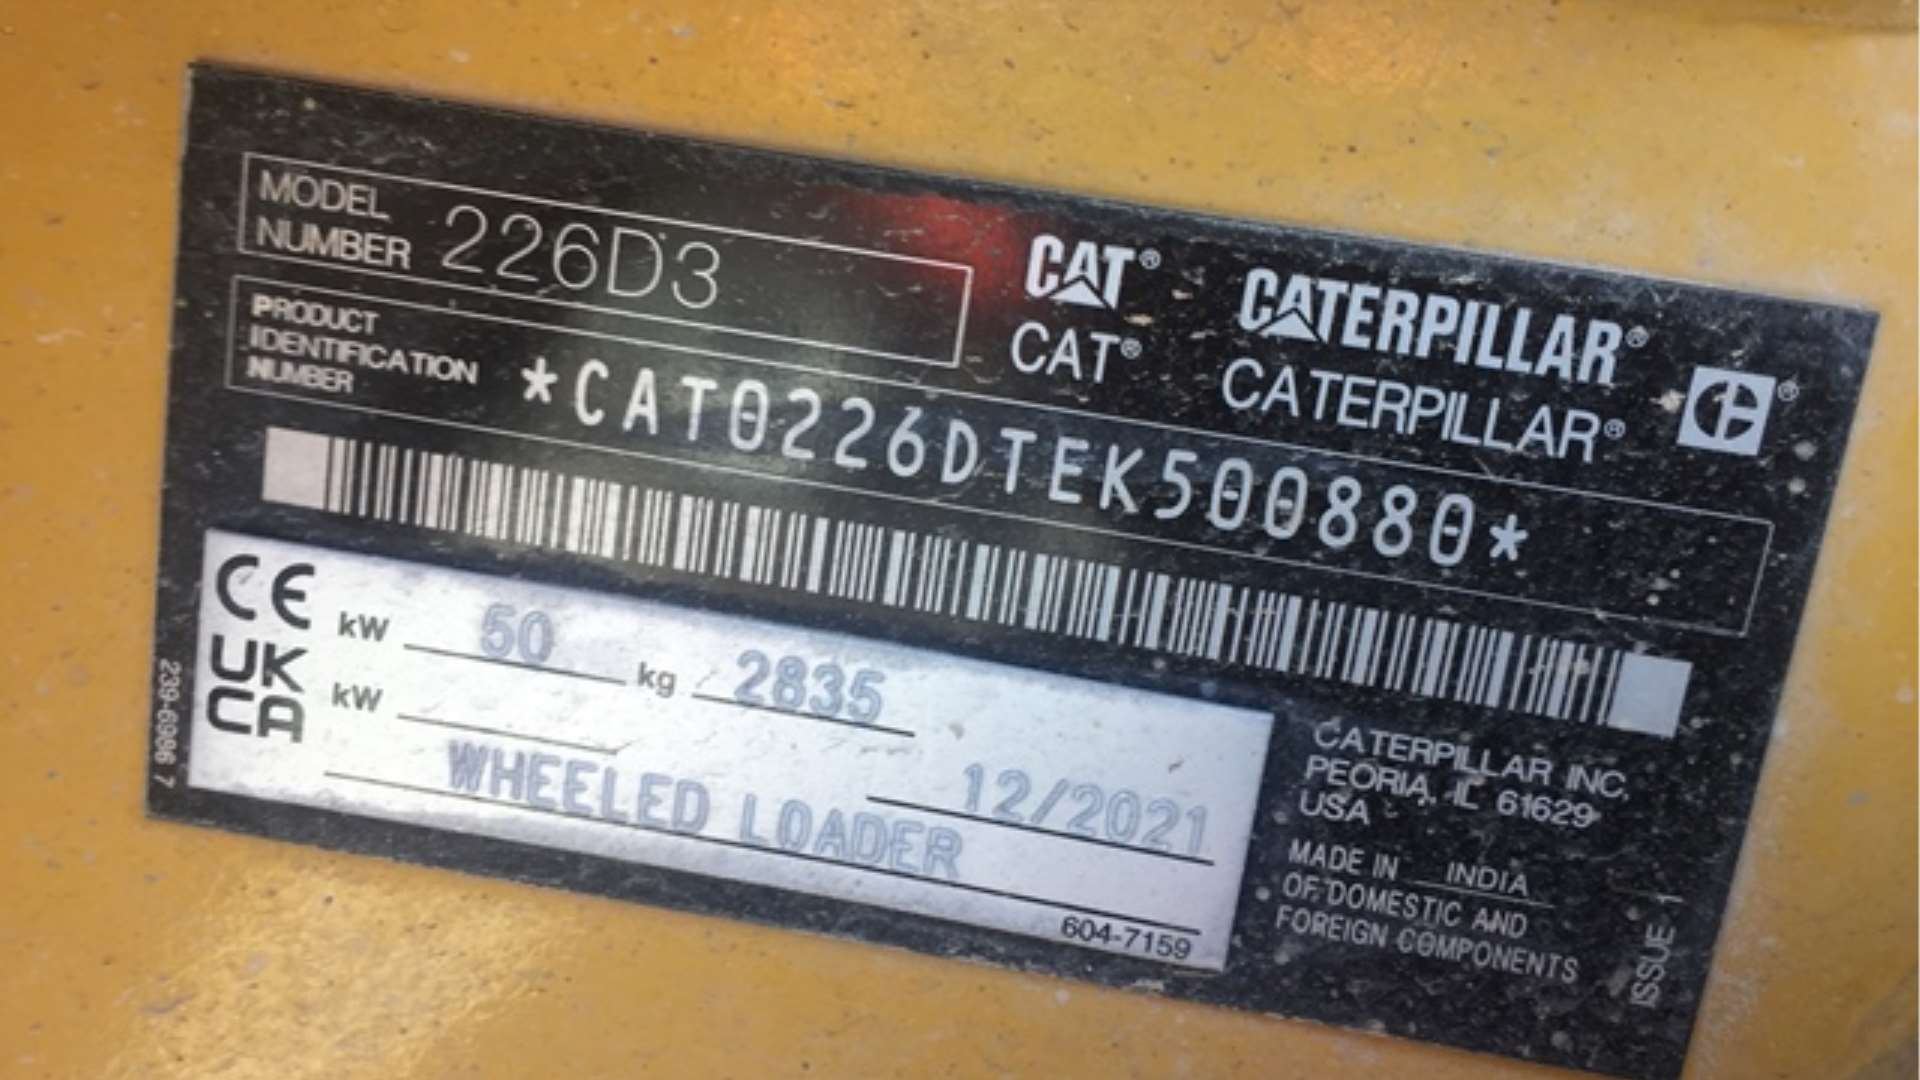 MODEL
NUMBER 226D3
CAT® CATERPILLAR®
CAT® CATERPILLAR® ®
PRODUCT
IDENTIFICATION
NUMBER
*CAT0226DTEK500880*
CE
UK
CA
kW 50
kg 2835
kW
12/2021
WHEELED LOADER
604-7159
239-6986 7
CATERPILLAR INC.
PEORIA, IL 61629
USA
MADE IN INDIA
OF DOMESTIC AND
FOREIGN COMPONENTS
ISSUE 1